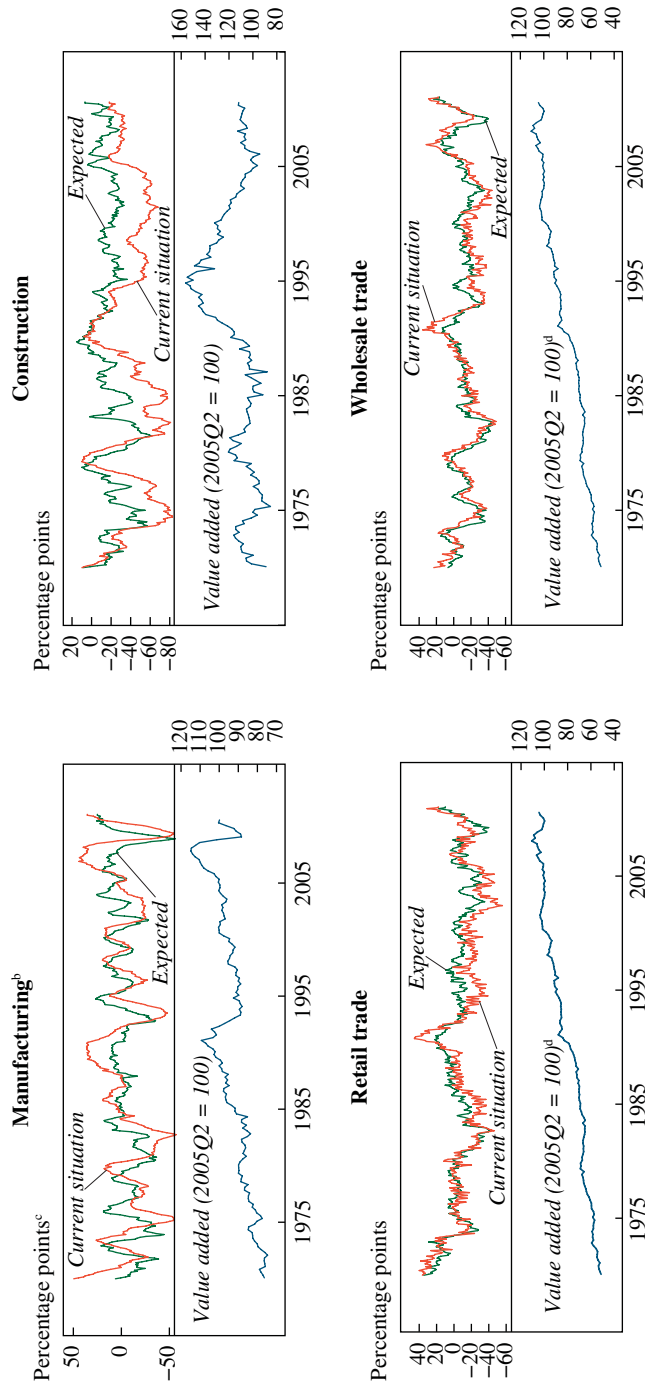 Manufacturingᵇ
Percentage pointsᶜ
50
0
−50
Current situation
Expected
120
110
100
90
80
70
Value added (2005Q2 = 100)
1975
1985
1995
2005
Construction
Percentage points
20
0
−20
−40
−60
−80
Expected
Current situation
160
140
120
100
80
Value added (2005Q2 = 100)
1975
1985
1995
2005
Retail trade
Percentage points
40
20
0
−20
−40
−60
Expected
Current situation
120
100
80
60
40
Value added (2005Q2 = 100)ᵈ
1975
1985
1995
2005
Wholesale trade
Percentage points
40
20
0
−20
−40
−60
Current situation
Expected
120
100
80
60
40
Value added (2005Q2 = 100)ᵈ
1975
1985
1995
2005